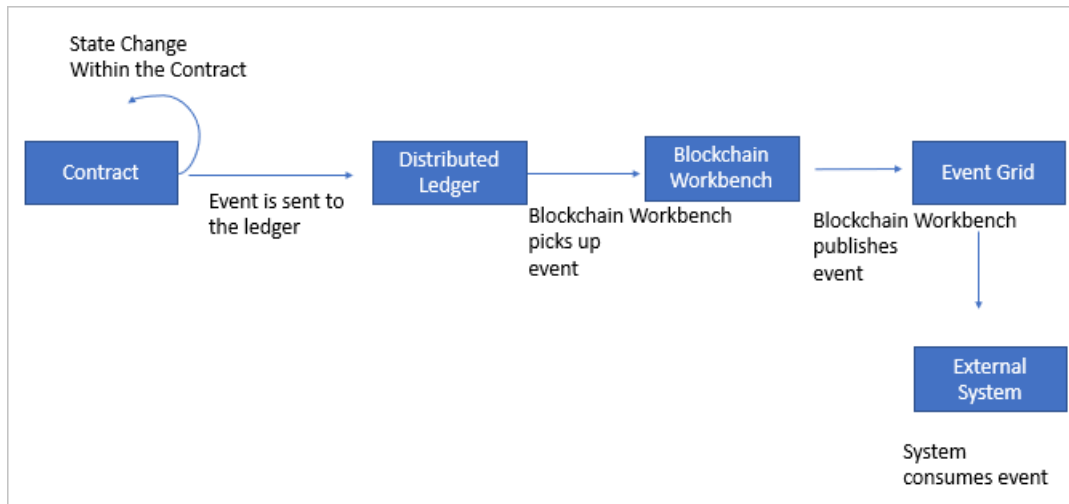 State Change
Within the Contract
Contract
Event is sent to
the ledger
Distributed
Ledger
Blockchain Workbench
picks up
event
Blockchain
Workbench
Blockchain Workbench
publishes
event
Event Grid
External
System
System
consumes event